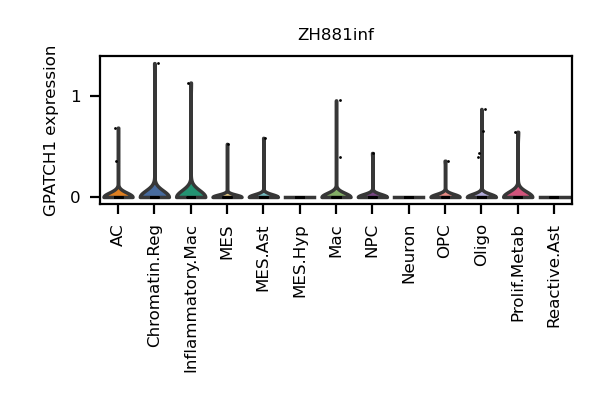 ZH881inf
GPATCH1 expression
1
0
AC
Chromatin.Reg
Inflammatory.Mac
MES
MES.Ast
MES.Hyp
Mac
NPC
Neuron
OPC
Oligo
Prolif.Metab
Reactive.Ast